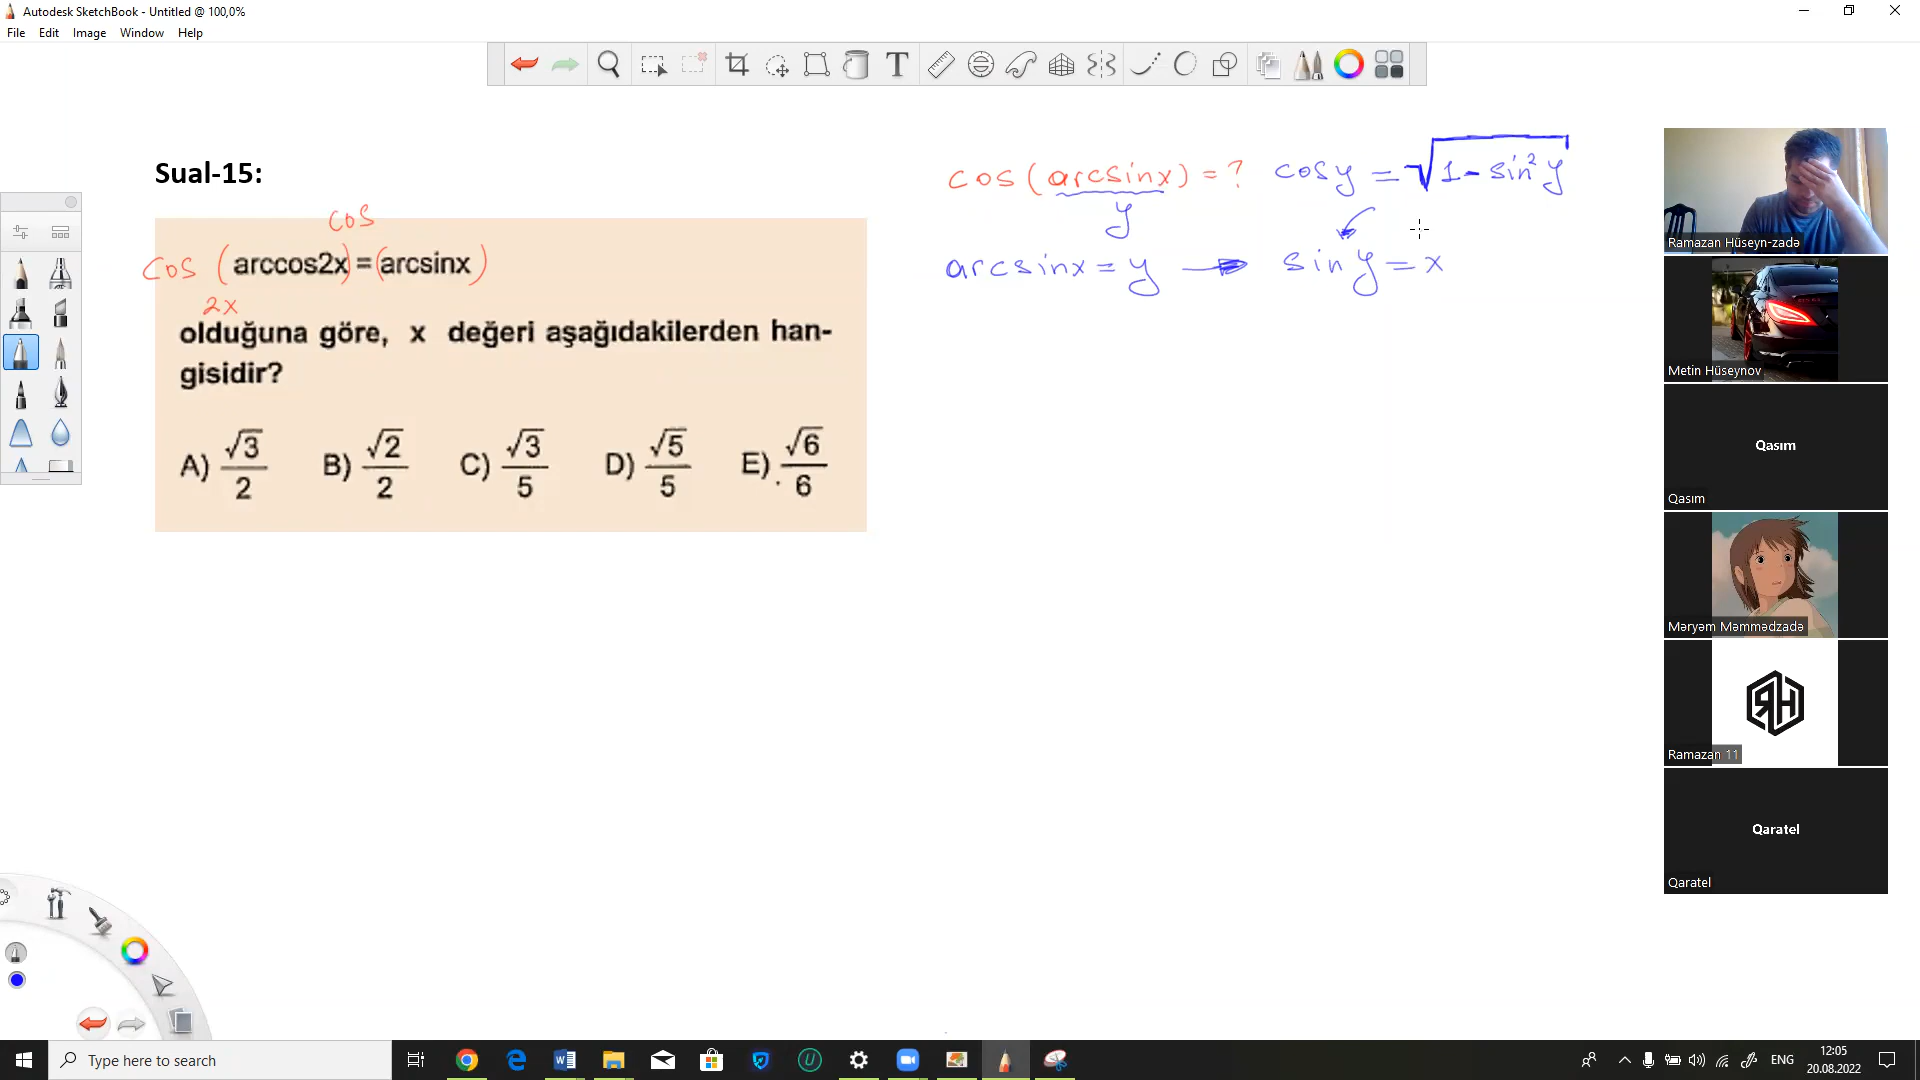 Autodesk SketchBook - Untitled @ 100,0%
File Edit Image Window Help
T
Sual-15:
cos
cos (arccos2x)=(arcsinx)
2x
olduğuna göre, x değeri aşağıdakilerden han-
gisidir?
A) √3/2 B) √2/2 C) √3/5 D) √5/5 E) √6/6
cos(arcsinx)=? cosy = √1-sin²y
y
arcsinx=y → siny=x
Ramazan Hüseyn-zadə
Metin Hüseynov
Qasım
Qasım
Məryəm Məmmədzadə
RH
Ramazan 11
Qaratel
Qaratel
Type here to search
ENG
12:05
20.08.2022